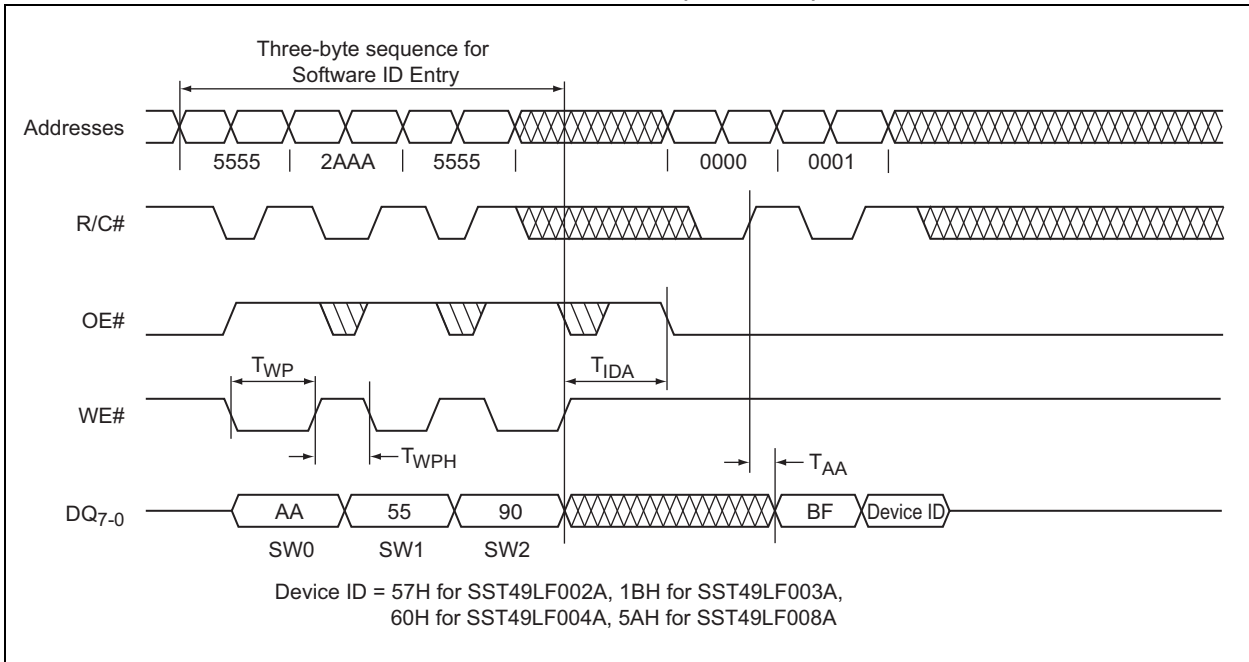 Three-byte sequence for
Software ID Entry
Addresses
5555 2AAA 5555 0000 0001
R/C#
OE#
TWP TIDA
WE#
TWPH TAA
DQ7-0 AA 55 90 BF Device ID
SW0 SW1 SW2
Device ID = 57H for SST49LF002A, 1BH for SST49LF003A,
60H for SST49LF004A, 5AH for SST49LF008A